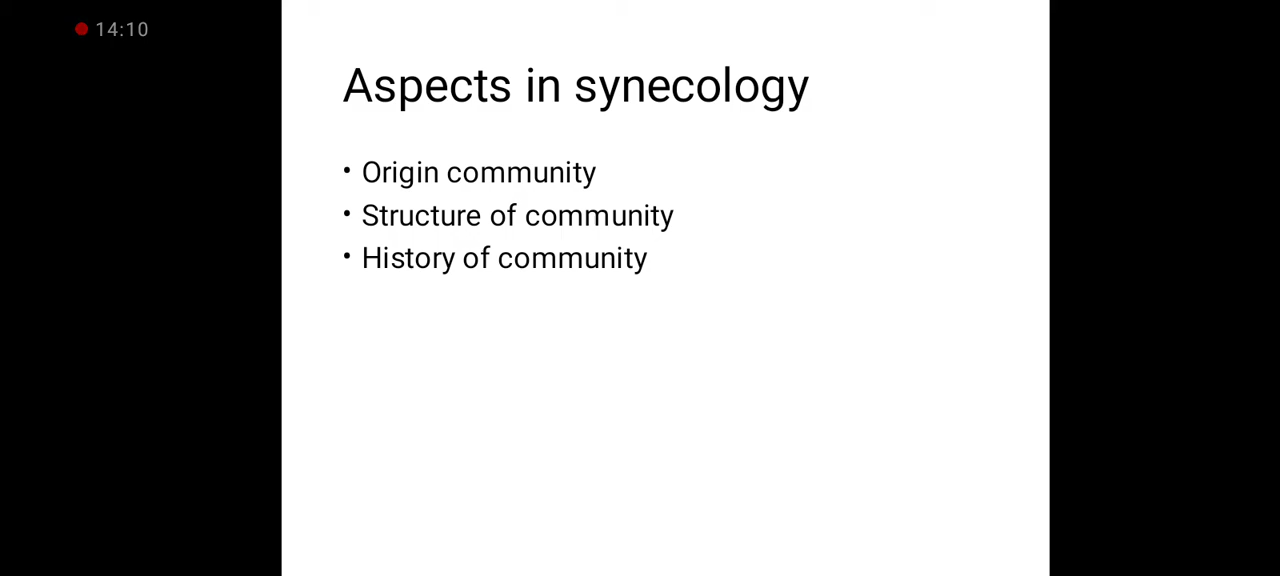 14:10
Aspects in synecology
• Origin community
• Structure of community
• History of community